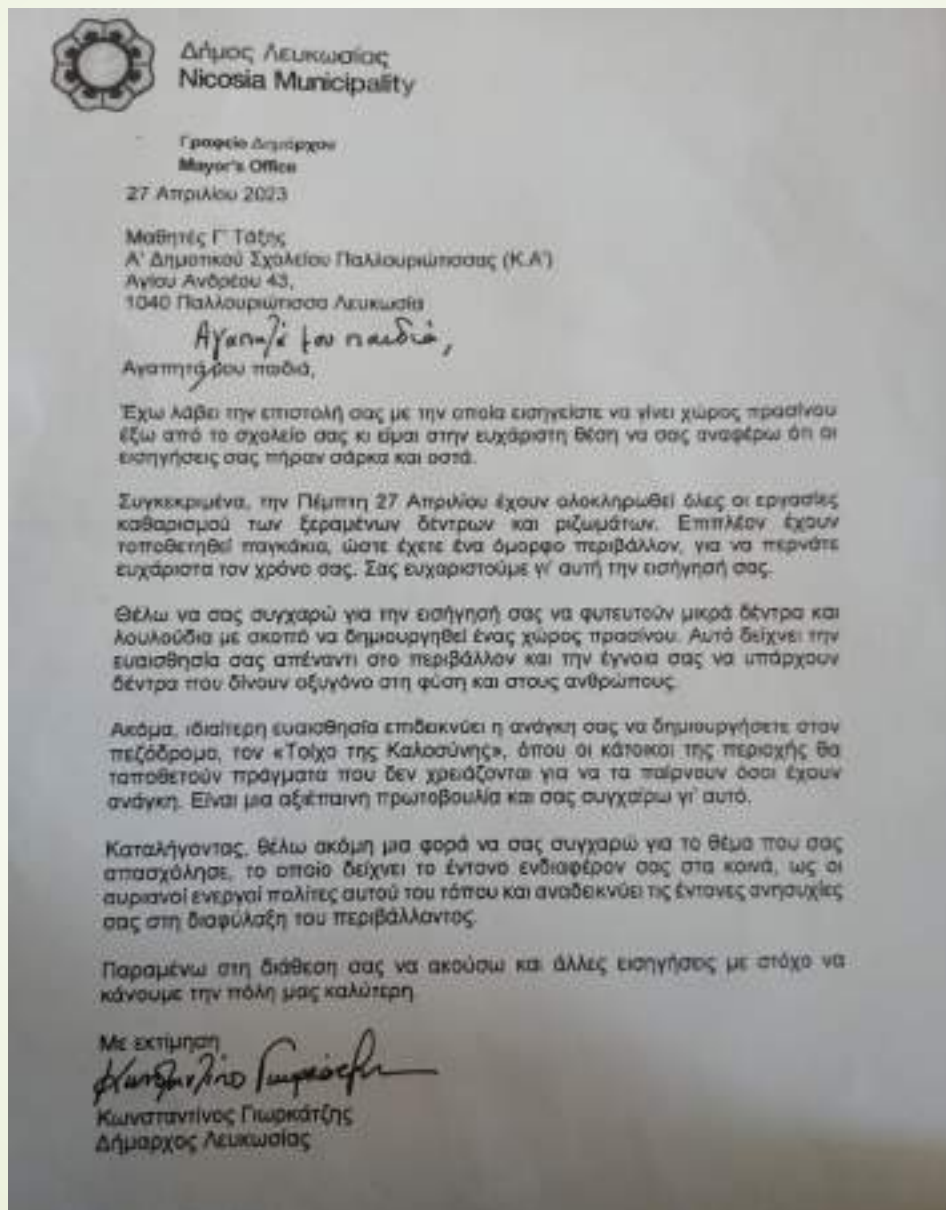 Δήμος Λευκωσίας
Nicosia Municipality
Γραφείο Δημάρχου
Mayor's Office
27 Απριλίου 2023
Μαθητές Γ' Τάξης
Α' Δημοτικού Σχολείου Παλλουριώτισσας (Κ.Α')
Αγίου Ανδρέου 43,
1040 Παλλουριώτισσα Λευκωσία
Αγαπητά μου παιδιά,
Αγαπητά μου παιδιά,
Έχω λάβει την επιστολή σας με την οποία εισηγείστε να γίνει χώρος πρασίνου
έξω από το σχολείο σας κι είμαι στην ευχάριστη θέση να σας αναφέρω ότι οι
εισηγήσεις σας πήραν σάρκα και οστά.
Συγκεκριμένα, την Πέμπτη 27 Απριλίου έχουν ολοκληρωθεί όλες οι εργασίες
καθαρισμού των ξεραμένων δέντρων και ριζωμάτων. Επιπλέον έχουν
τοποθετηθεί παγκάκια, ώστε έχετε ένα όμορφο περιβάλλον, για να περνάτε
ευχάριστα τον χρόνο σας. Σας ευχαριστούμε γι' αυτή την εισήγησή σας.
Θέλω να σας συγχαρώ για την εισήγησή σας να φυτευτούν μικρά δέντρα και
λουλούδια με σκοπό να δημιουργηθεί ένας χώρος πρασίνου. Αυτό δείχνει την
ευαισθησία σας απέναντι στο περιβάλλον και την έγνοια σας να υπάρχουν
δέντρα που δίνουν οξυγόνο στη φύση και στους ανθρώπους.
Ακόμα, ιδιαίτερη ευαισθησία επιδεικνύει η ανάγκη σας να δημιουργήσετε στον
πεζόδρομο, τον «Τοίχο της Καλοσύνης», όπου οι κάτοικοι της περιοχής θα
τοποθετούν πράγματα που δεν χρειάζονται για να τα παίρνουν όσοι έχουν
ανάγκη. Είναι μια αξιέπαινη πρωτοβουλία και σας συγχαίρω γι' αυτό.
Καταλήγοντας, θέλω ακόμη μια φορά να σας συγχαρώ για το θέμα που σας
απασχόλησε, το οποίο δείχνει το έντονο ενδιαφέρον σας στα κοινά, ως οι
αυριανοί ενεργοί πολίτες αυτού του τόπου και αναδεικνύει τις έντονες ανησυχίες
σας στη διαφύλαξη του περιβάλλοντος.
Παραμένω στη διάθεση σας να ακούσω και άλλες εισηγήσεις με στόχο να
κάνουμε την πόλη μας καλύτερη
Με εκτίμηση
Κωνσταντίνος Γιωρκάτζης
Δήμαρχος Λευκωσίας